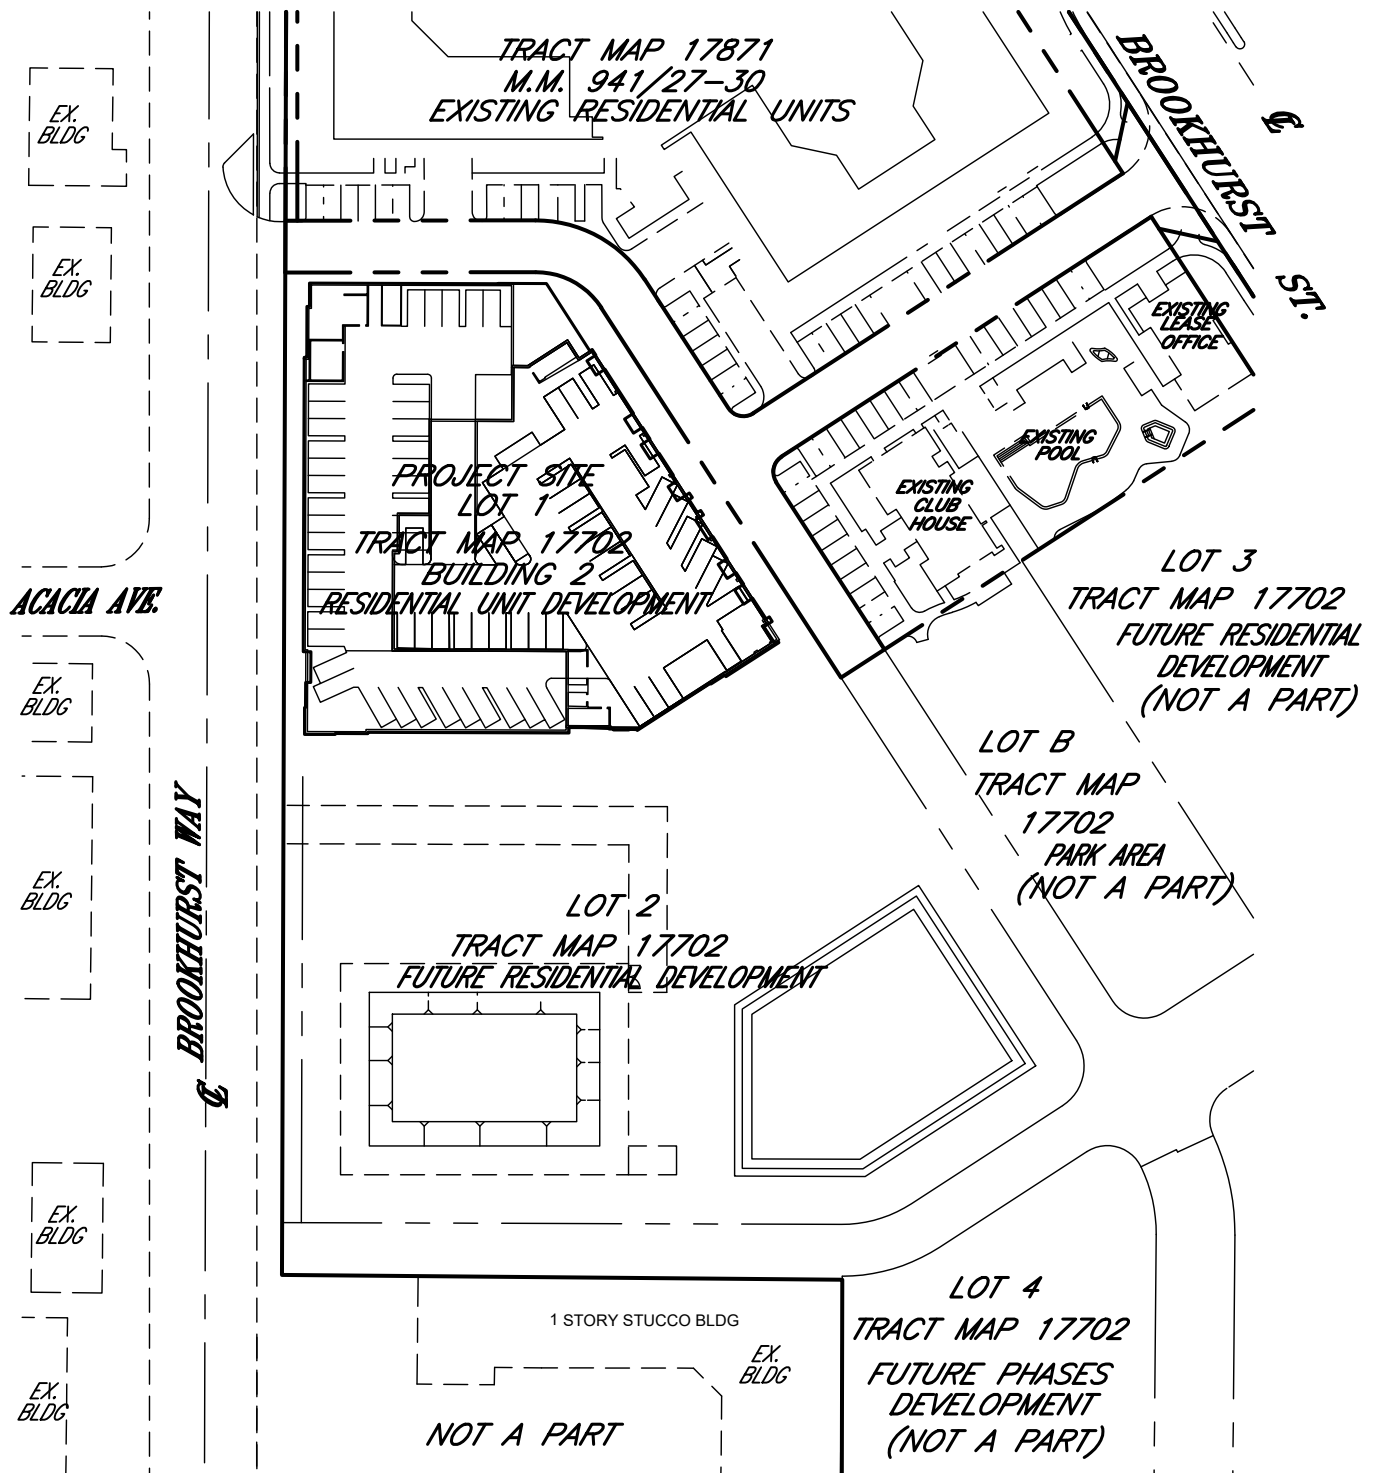 TRACT MAP 17871
M.M. 941/27-30
EXISTING RESIDENTIAL UNITS
BROOKHURST ST.
℄
EX.
BLDG
EX.
BLDG
EXISTING
LEASE
OFFICE
EXISTING
POOL
EXISTING
CLUB
HOUSE
PROJECT SITE
LOT 1
TRACT MAP 17702
BUILDING 2
RESIDENTIAL UNIT DEVELOPMENT
ACACIA AVE.
LOT 3
TRACT MAP 17702
FUTURE RESIDENTIAL
DEVELOPMENT
(NOT A PART)
EX.
BLDG
LOT B
TRACT MAP
17702
PARK AREA
(NOT A PART)
EX.
BLDG
℄ BROOKHURST WAY
LOT 2
TRACT MAP 17702
FUTURE RESIDENTIAL DEVELOPMENT
EX.
BLDG
LOT 4
TRACT MAP 17702
FUTURE PHASES
DEVELOPMENT
(NOT A PART)
1 STORY STUCCO BLDG
EX.
BLDG
EX.
BLDG
NOT A PART